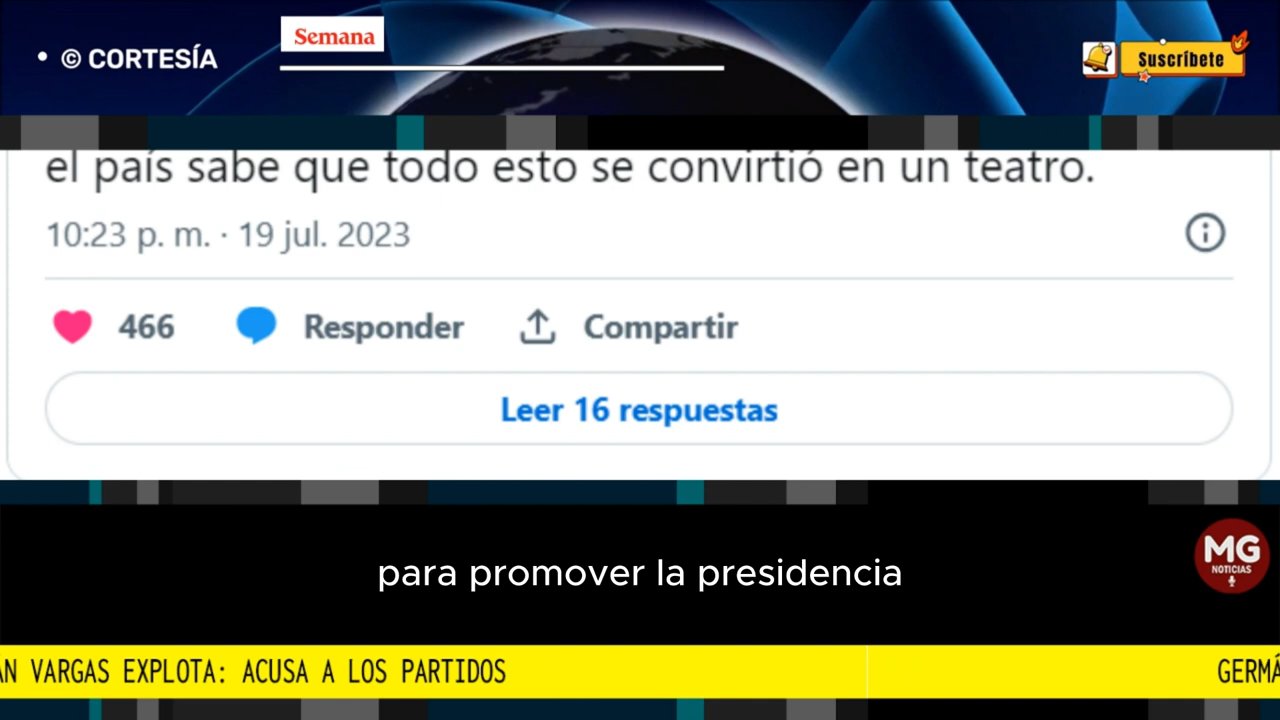 • © CORTESÍA
Semana
Suscríbete
el país sabe que todo esto se convirtió en un teatro.
10:23 p. m. · 19 jul. 2023
466 Responder Compartir
Leer 16 respuestas
para promover la presidencia
MG
NOTICIAS
ÁN VARGAS EXPLOTA: ACUSA A LOS PARTIDOS
GERMÁ